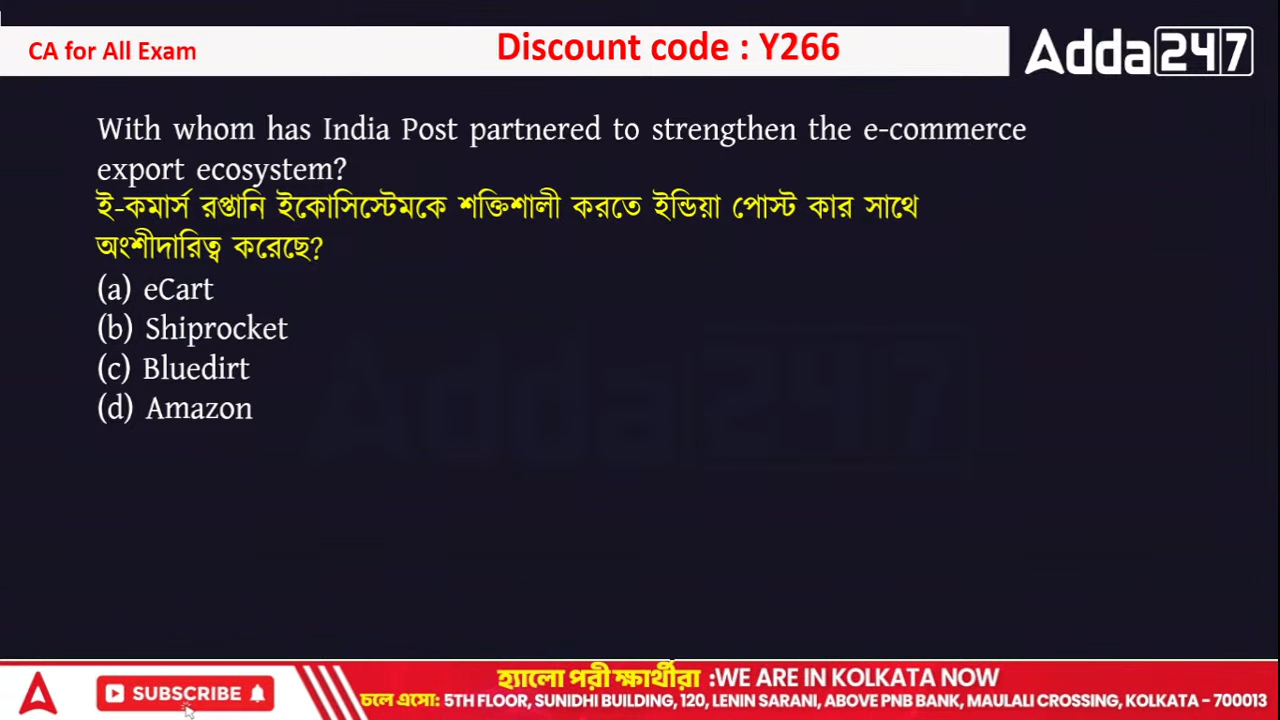 CA for All Exam
Discount code : Y266
Adda247
With whom has India Post partnered to strengthen the e-commerce
export ecosystem?
ই-কমার্স রপ্তানি ইকোসিস্টেমকে শক্তিশালী করতে ইন্ডিয়া পোস্ট কার সাথে
অংশীদারিত্ব করেছে?
(a) eCart
(b) Shiprocket
(c) Bluedirt
(d) Amazon
Adda247
SUBSCRIBE
হ্যালো পরীক্ষার্থীরা :WE ARE IN KOLKATA NOW
চলে এসো: 5TH FLOOR, SUNIDHI BUILDING, 120, LENIN SARANI, ABOVE PNB BANK, MAULALI CROSSING, KOLKATA - 700013